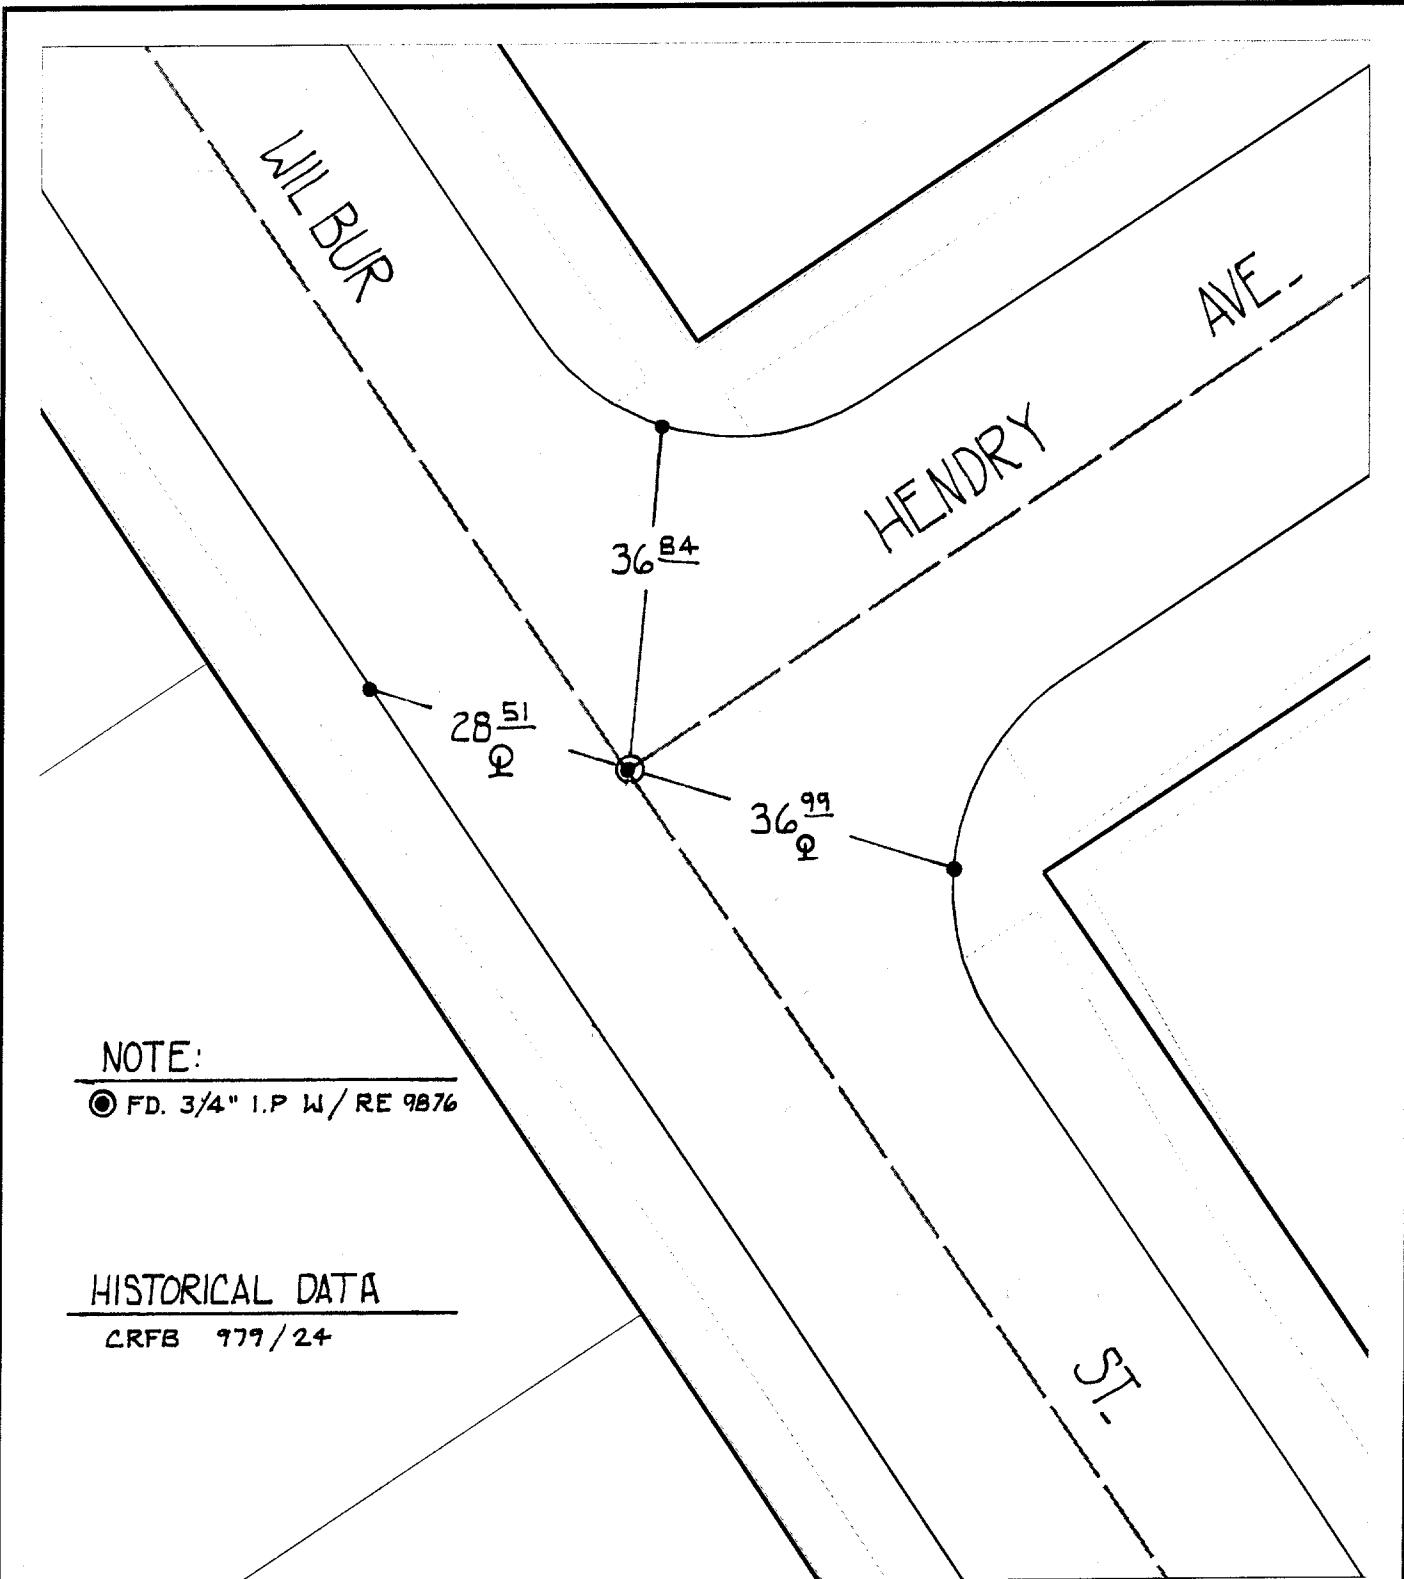 WILBUR
AVE.
HENDRY
36 84
28 51
36 99
NOTE:
FD. 3/4" I.P W/ RE 9876
HISTORICAL DATA
CRFB 979/24
ST.